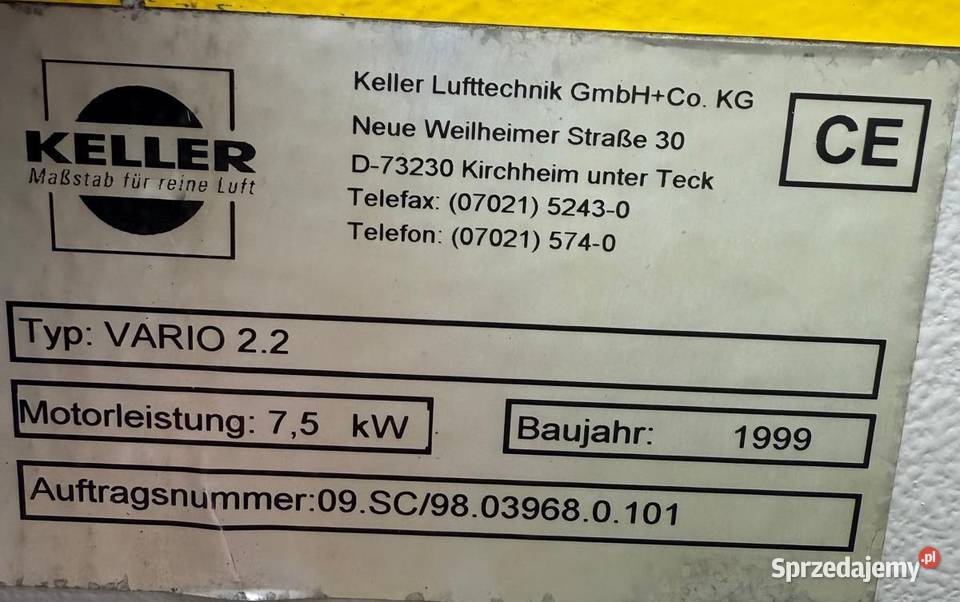 KELLER
Maßstab für reine Luft
Keller Lufttechnik GmbH+Co. KG
Neue Weilheimer Straße 30
D-73230 Kirchheim unter Teck
Telefax: (07021) 5243-0
Telefon: (07021) 574-0
CE
Typ: VARIO 2.2
Motorleistung: 7,5 kW
Baujahr: 1999
Auftragsnummer:09.SC/98.03968.0.101
Sprzedajemy.pl